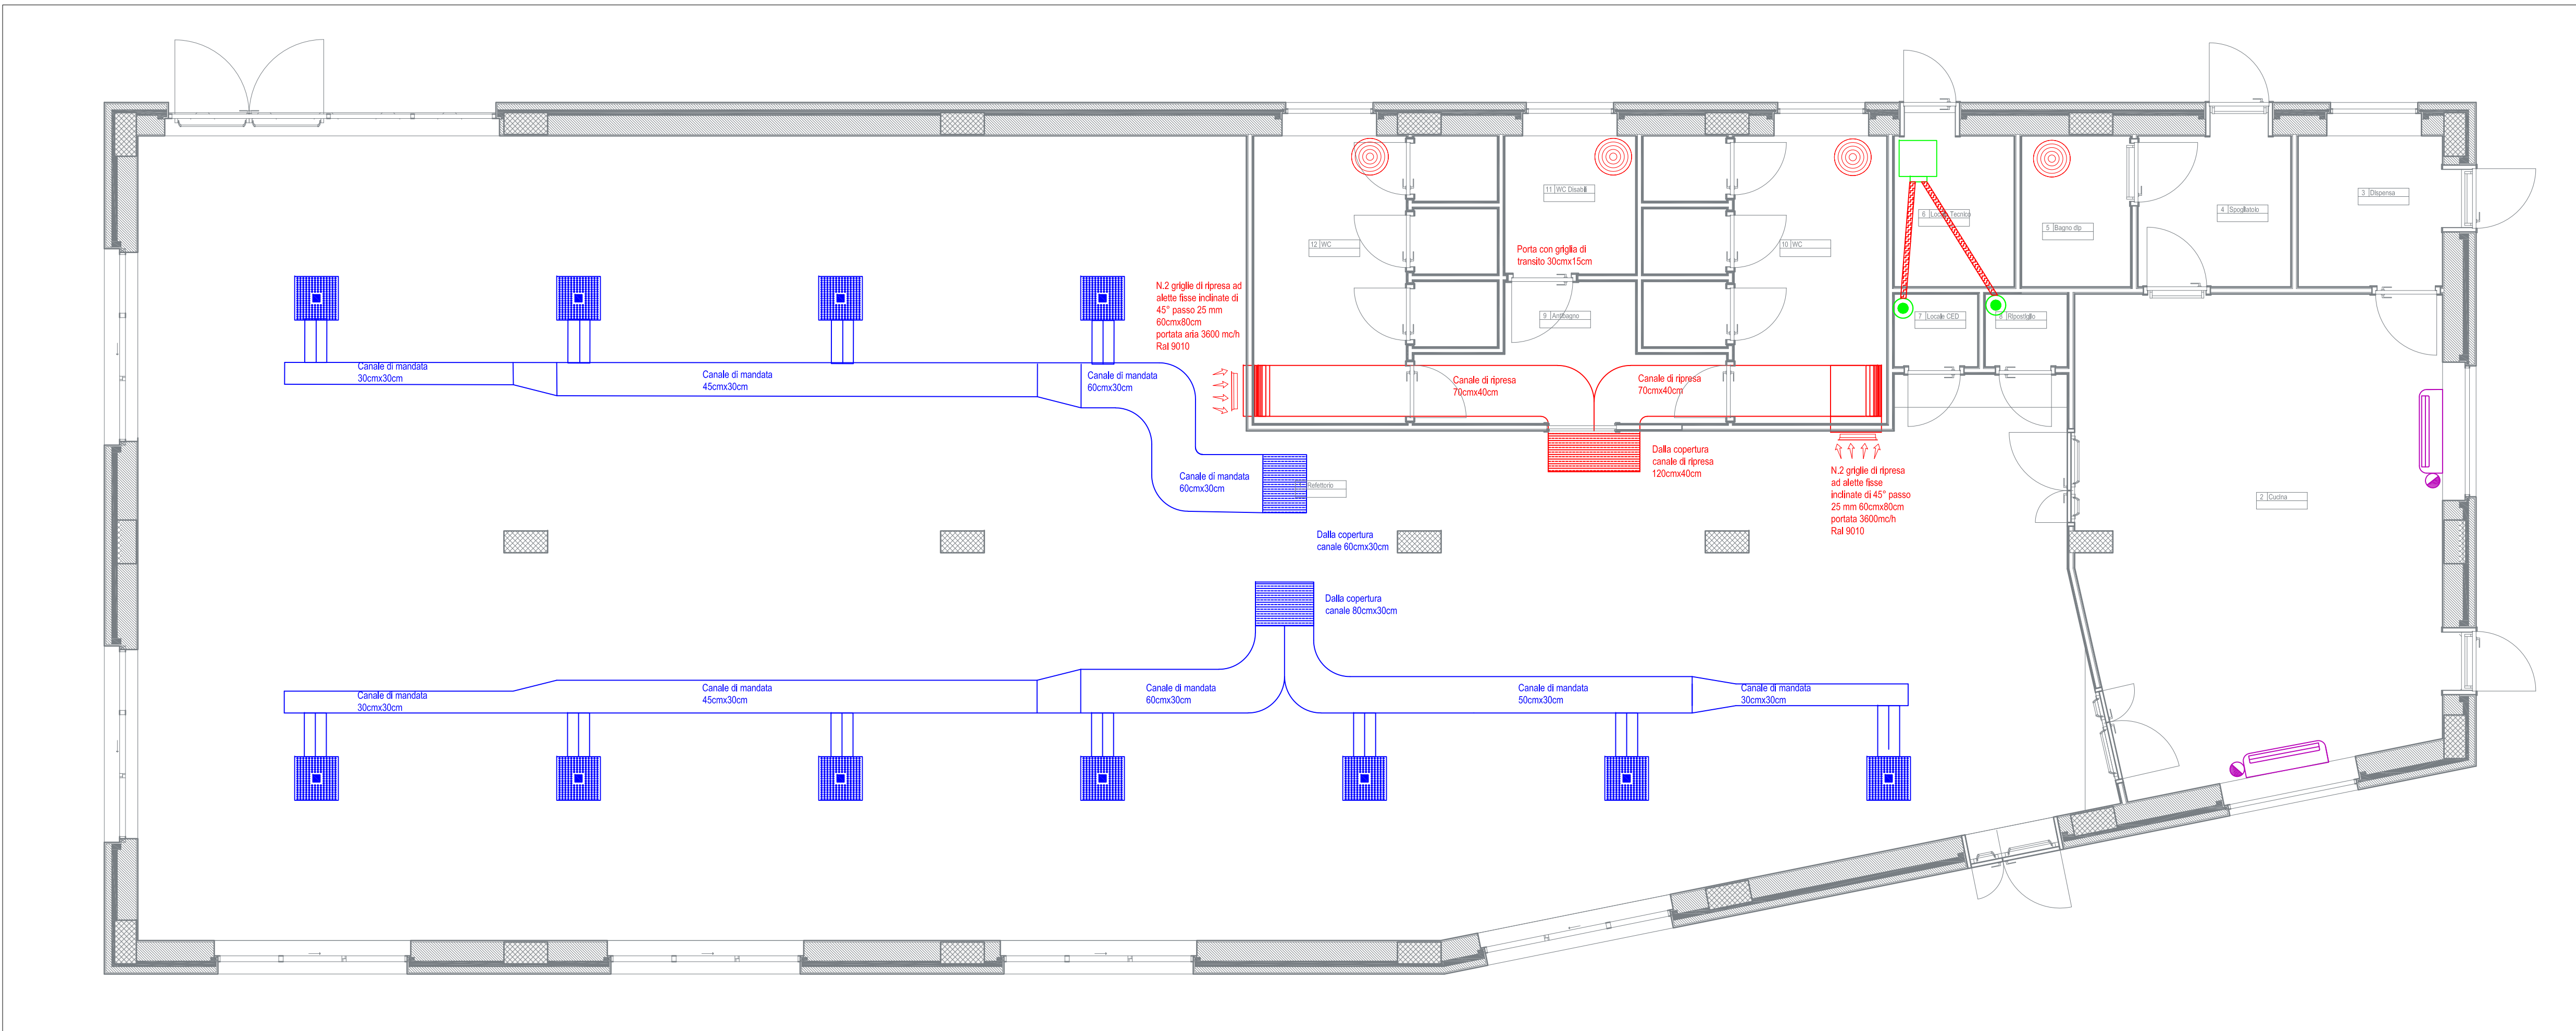 11 WC Disabili
3 Dispensa
4 Spogliatoio
6 Locale Tecnico
5 Bagno dip.
12 WC
10 WC
Porta con griglia di
transito 30cmx15cm
N.2 griglie di ripresa ad
alette fisse inclinate di
45° passo 25 mm
60cmx80cm
portata aria 3600 mc/h
Ral 9010
9 Antibagno
7 Locale CED
8 Ripostiglio
Canale di mandata
30cmx30cm
Canale di mandata
45cmx30cm
Canale di mandata
60cmx30cm
Canale di ripresa
70cmx40cm
Canale di ripresa
70cmx40cm
Canale di mandata
60cmx30cm
Refettorio
Dalla copertura
canale di ripresa
120cmx40cm
N.2 griglie di ripresa
ad alette fisse
inclinate di 45° passo
25 mm 60cmx80cm
portata 3600mc/h
Ral 9010
2 Cucina
Dalla copertura
canale 60cmx30cm
Dalla copertura
canale 80cmx30cm
Canale di mandata
30cmx30cm
Canale di mandata
45cmx30cm
Canale di mandata
60cmx30cm
Canale di mandata
50cmx30cm
Canale di mandata
30cmx30cm